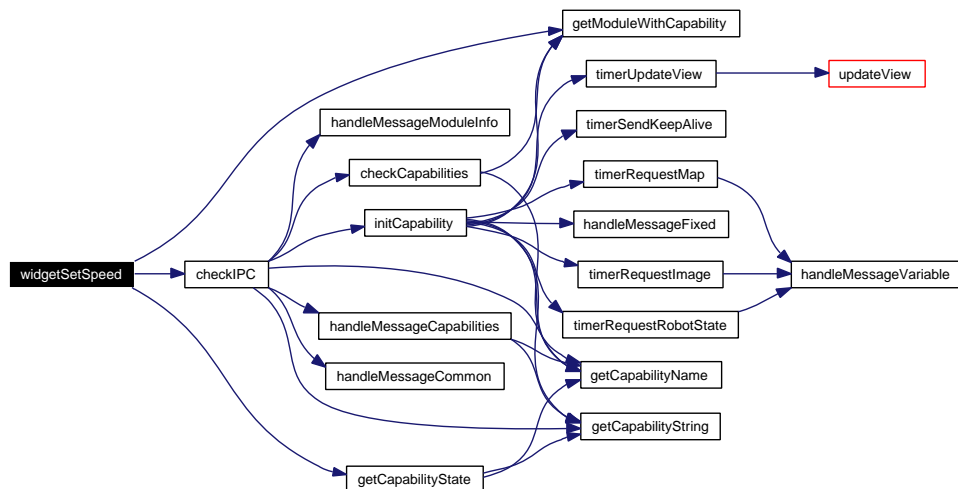 getModuleWithCapability
timerUpdateView
updateView
handleMessageModuleInfo
timerSendKeepAlive
checkCapabilities
timerRequestMap
initCapability
handleMessageFixed
widgetSetSpeed
checkIPC
timerRequestImage
handleMessageVariable
handleMessageCapabilities
timerRequestRobotState
handleMessageCommon
getCapabilityName
getCapabilityString
getCapabilityState